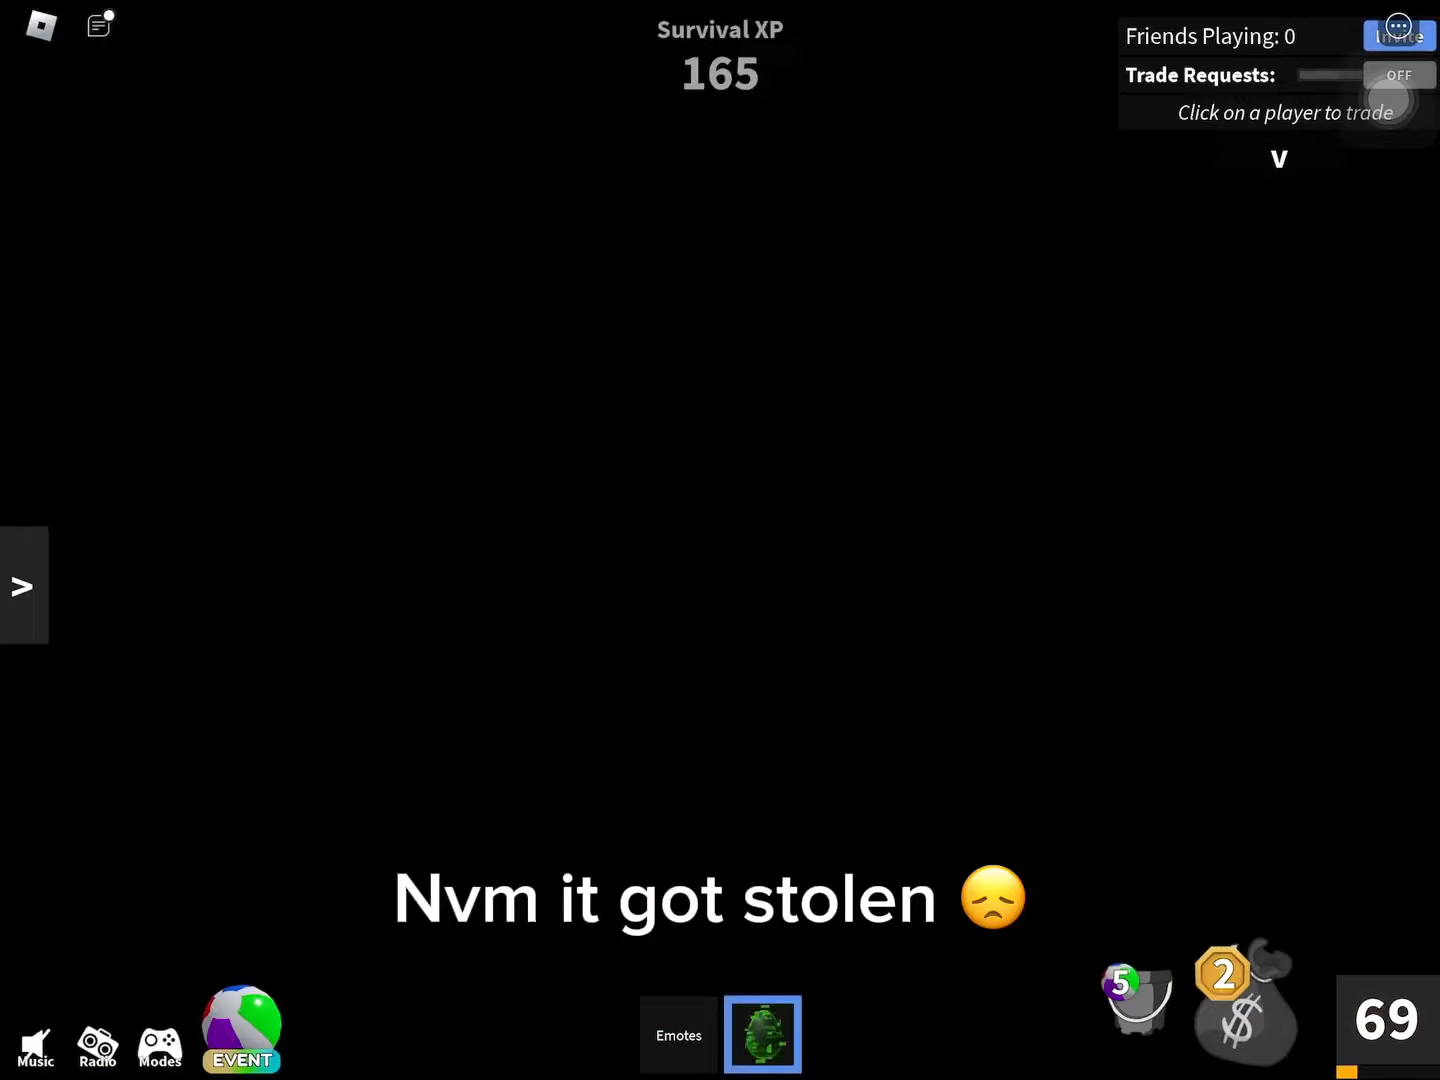 Survival XP
165
Friends Playing: 0
Invite
Trade Requests:
OFF
Click on a player to trade
V
>
Nvm it got stolen 😞
5
2
$
69
Emotes
Music
Radio
Modes
EVENT